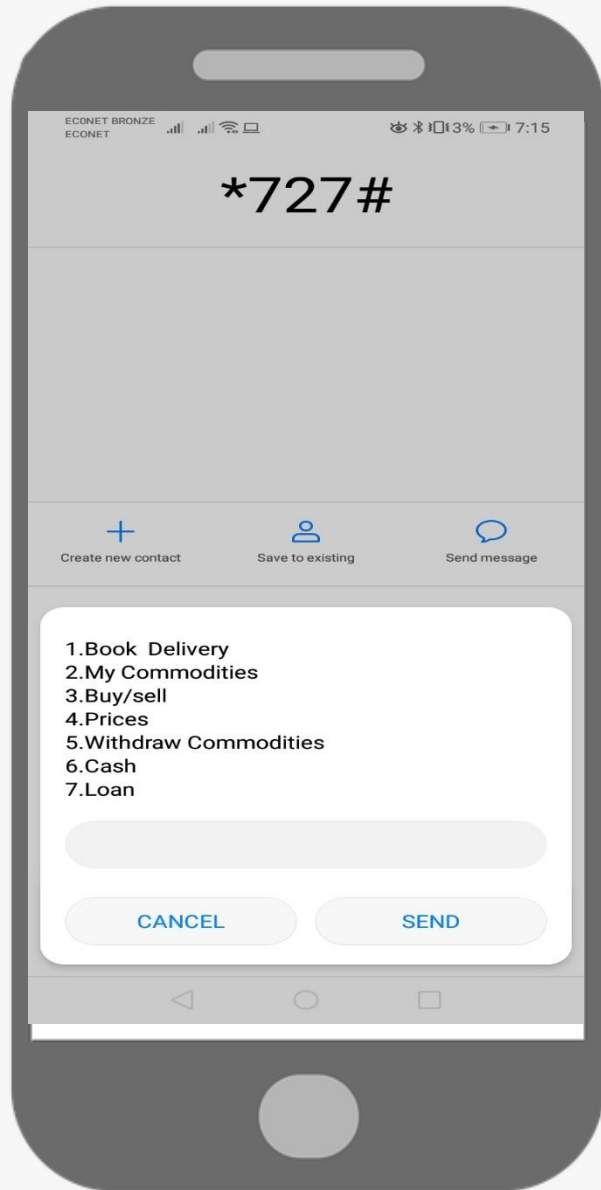 ECONET BRONZE
ECONET
3% 7:15
*727#
Create new contact Save to existing Send message
1.Book Delivery
2.My Commodities
3.Buy/sell
4.Prices
5.Withdraw Commodities
6.Cash
7.Loan
CANCEL SEND